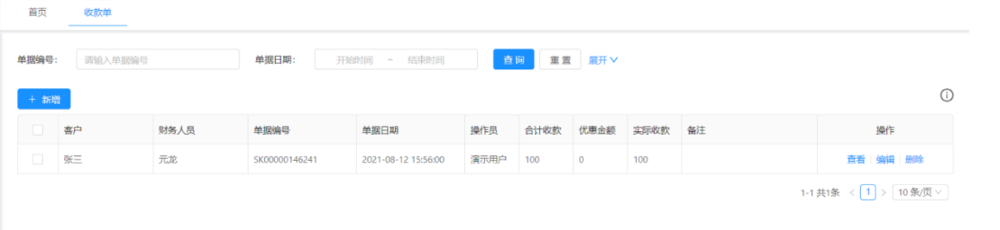 首页 收款单
单据编号： 请输入单据编号 单据日期： 开始时间 ~ 结束时间 查询 重置 展开
+ 新增
客户 财务人员 单据编号 单据日期 操作员 合计收款 优惠金额 实际收款 备注 操作
张三 元龙 SK00000146241 2021-08-12 15:56:00 演示用户 100 0 100 查看 编辑 删除
1-1 共1条 < 1 > 10 条/页